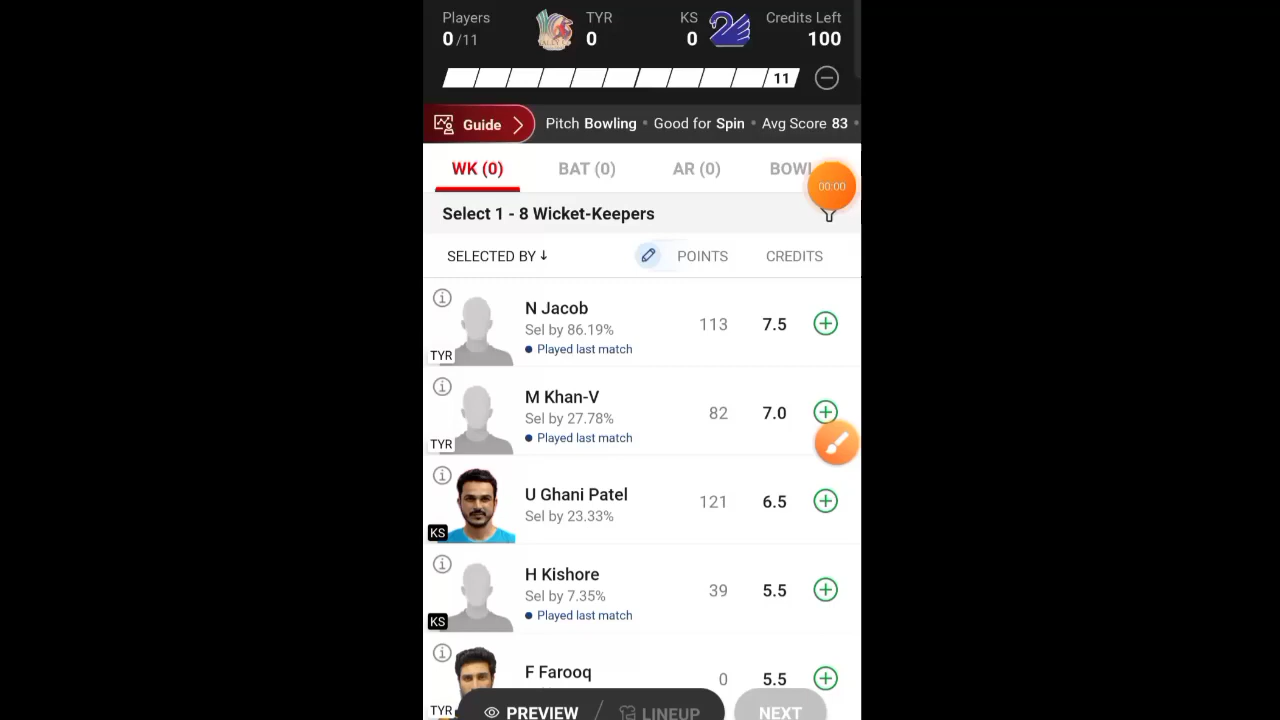 Players TYR KS Credits Left
0 /11 0 0 100
11
Guide Pitch Bowling • Good for Spin • Avg Score 83 •
WK (0) BAT (0) AR (0) BOWL
00:00
Select 1 - 8 Wicket-Keepers
SELECTED BY ↓ POINTS CREDITS
N Jacob
Sel by 86.19% 113 7.5
TYR • Played last match
M Khan-V
Sel by 27.78% 82 7.0
TYR • Played last match
U Ghani Patel
Sel by 23.33% 121 6.5
KS
H Kishore
Sel by 7.35% 39 5.5
KS • Played last match
F Farooq 0 5.5
TYR
PREVIEW / LINEUP NEXT